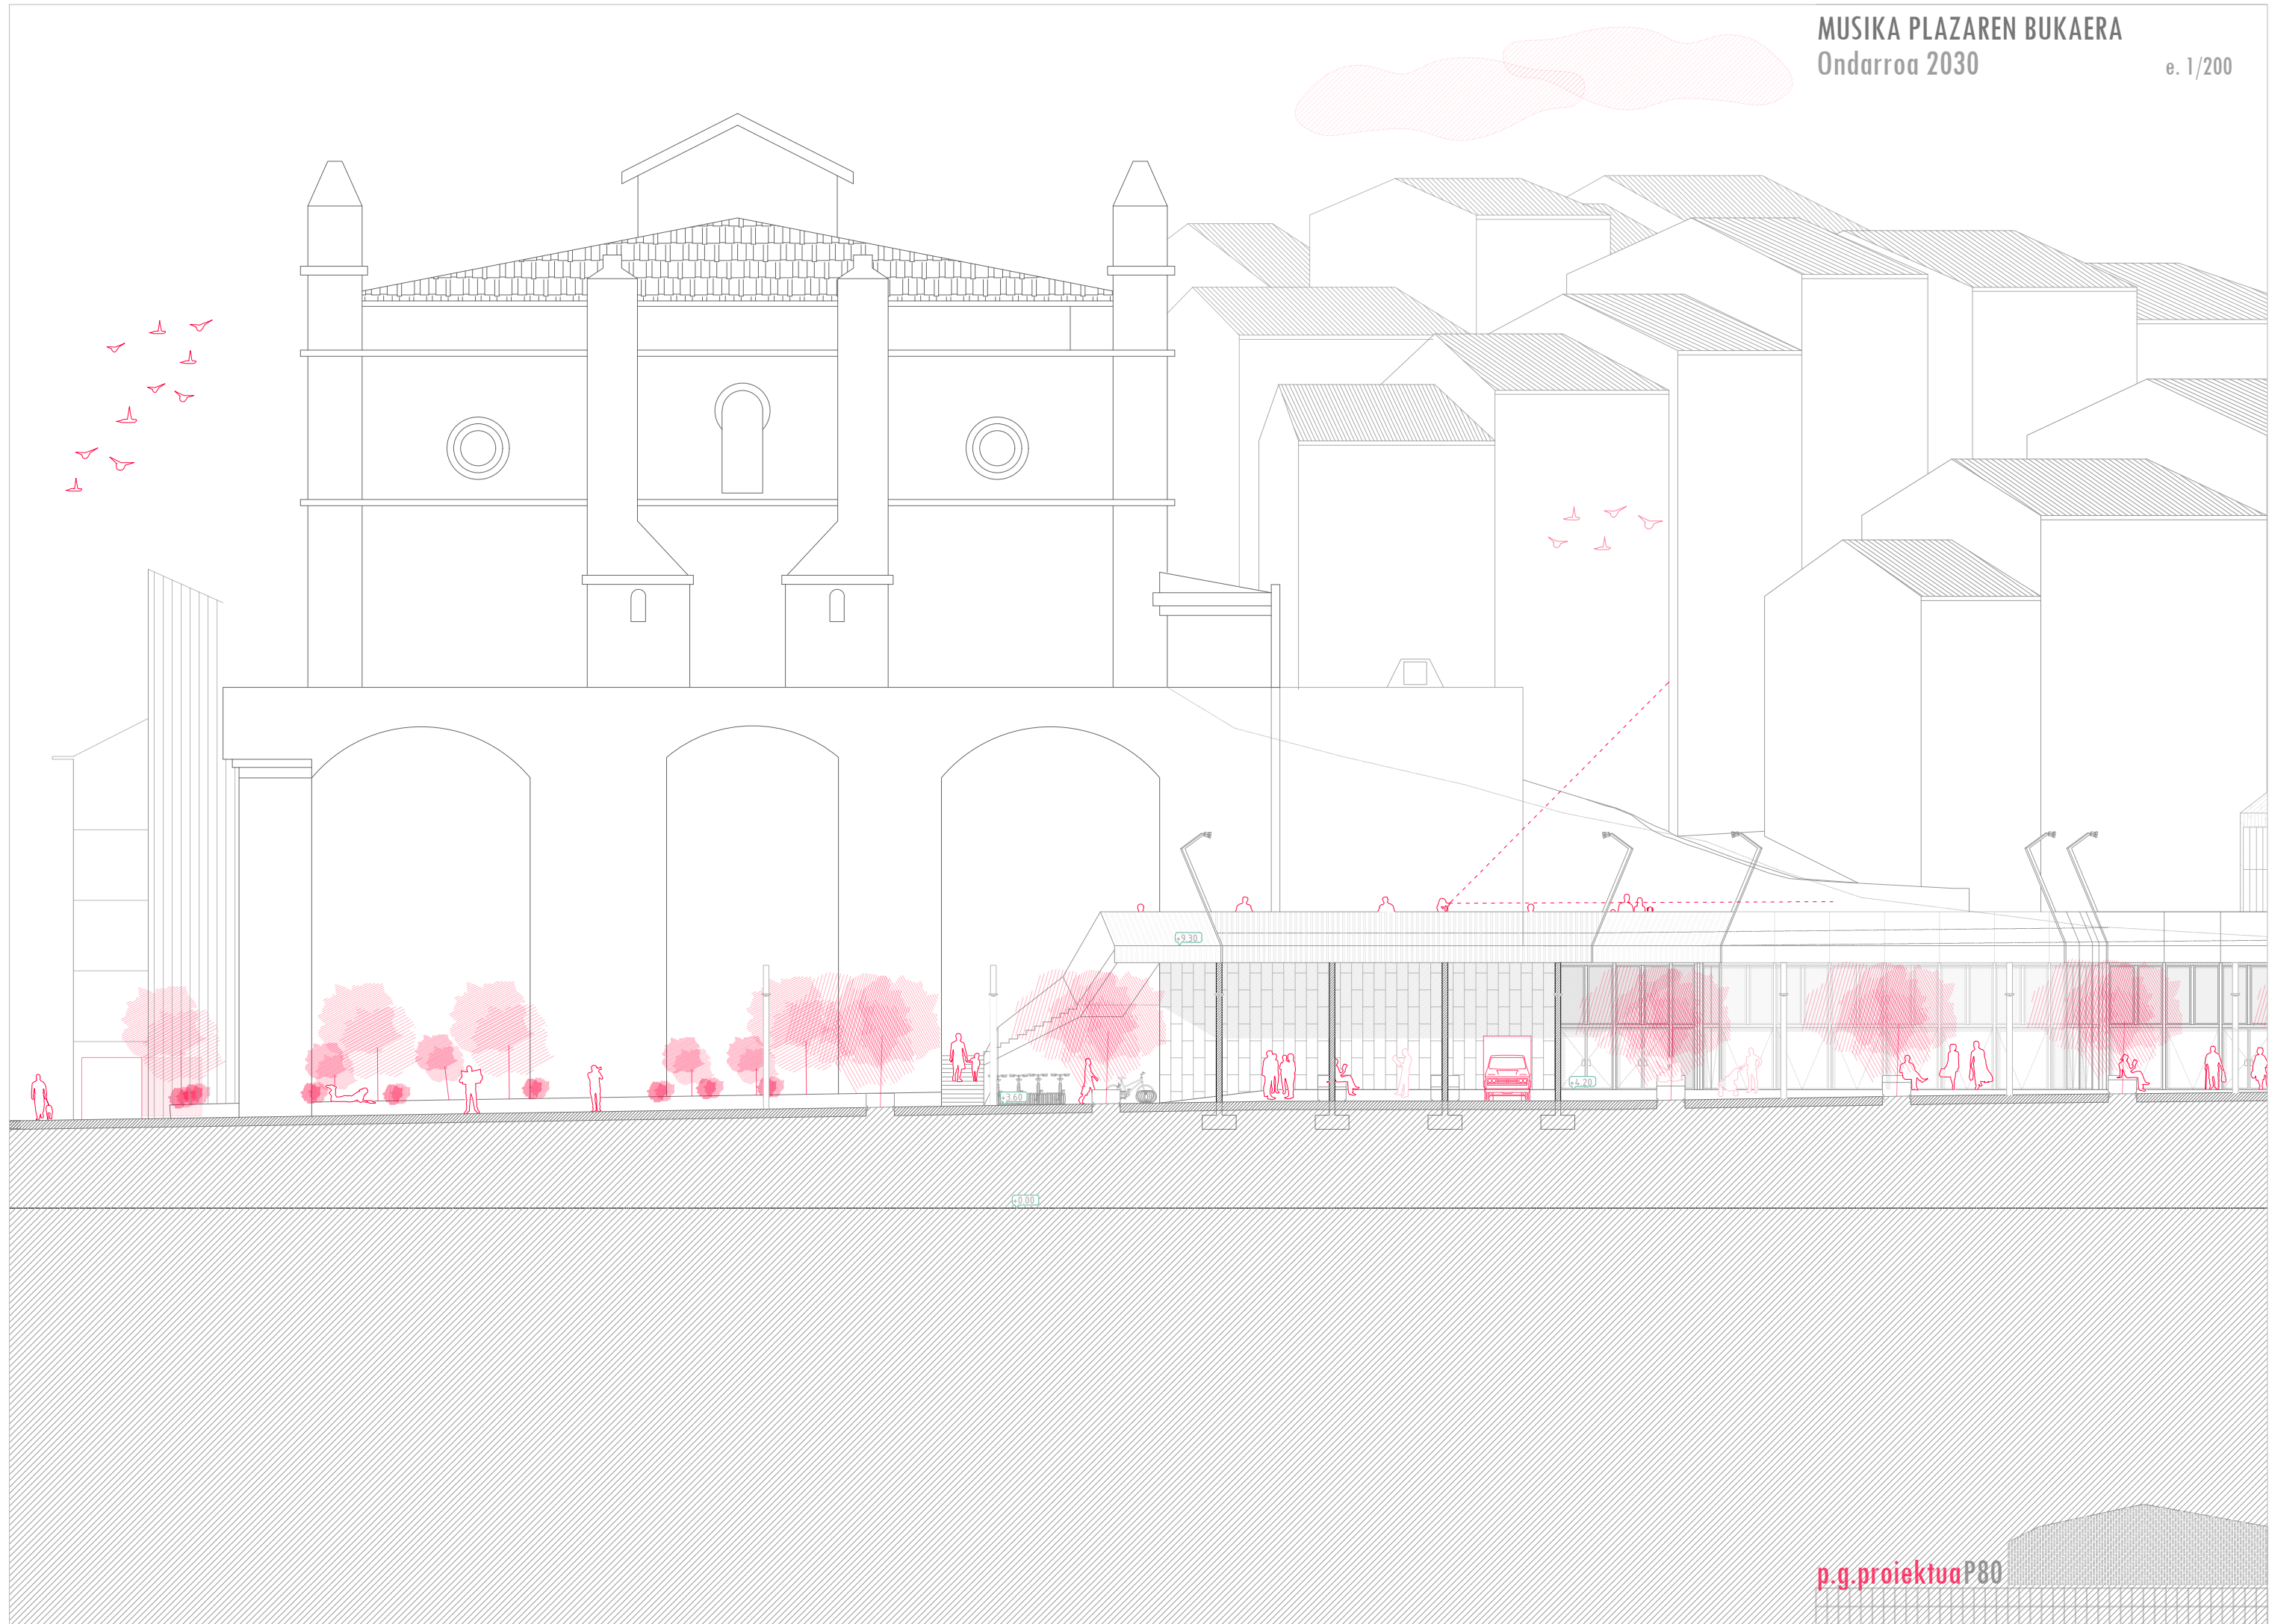 MUSIKA PLAZAREN BUKAERA
Ondarroa 2030
e. 1/200
+9.30
+4.20
+3.60
+0.00
p.g.proiektuaP80